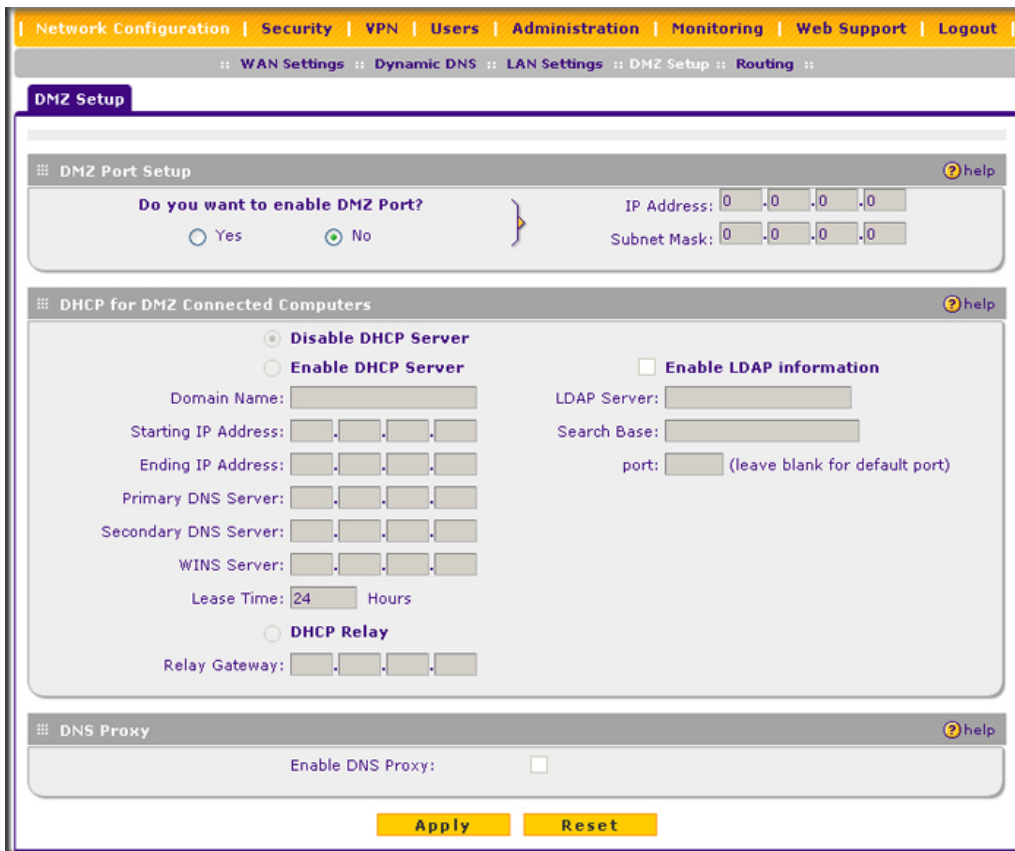 | Network Configuration | Security | VPN | Users | Administration | Monitoring | Web Support | Logout |
:: WAN Settings :: Dynamic DNS :: LAN Settings :: DMZ Setup :: Routing ::
DMZ Setup
DMZ Port Setup
help
Do you want to enable DMZ Port?
Yes
No
IP Address: 0 . 0 . 0 . 0
Subnet Mask: 0 . 0 . 0 . 0
DHCP for DMZ Connected Computers
help
Disable DHCP Server
Enable DHCP Server
Domain Name:
Starting IP Address: . . .
Ending IP Address: . . .
Primary DNS Server: . . .
Secondary DNS Server: . . .
WINS Server: . . .
Lease Time: 24 Hours
DHCP Relay
Relay Gateway: . . .
Enable LDAP information
LDAP Server:
Search Base:
port: (leave blank for default port)
DNS Proxy
help
Enable DNS Proxy:
Apply
Reset